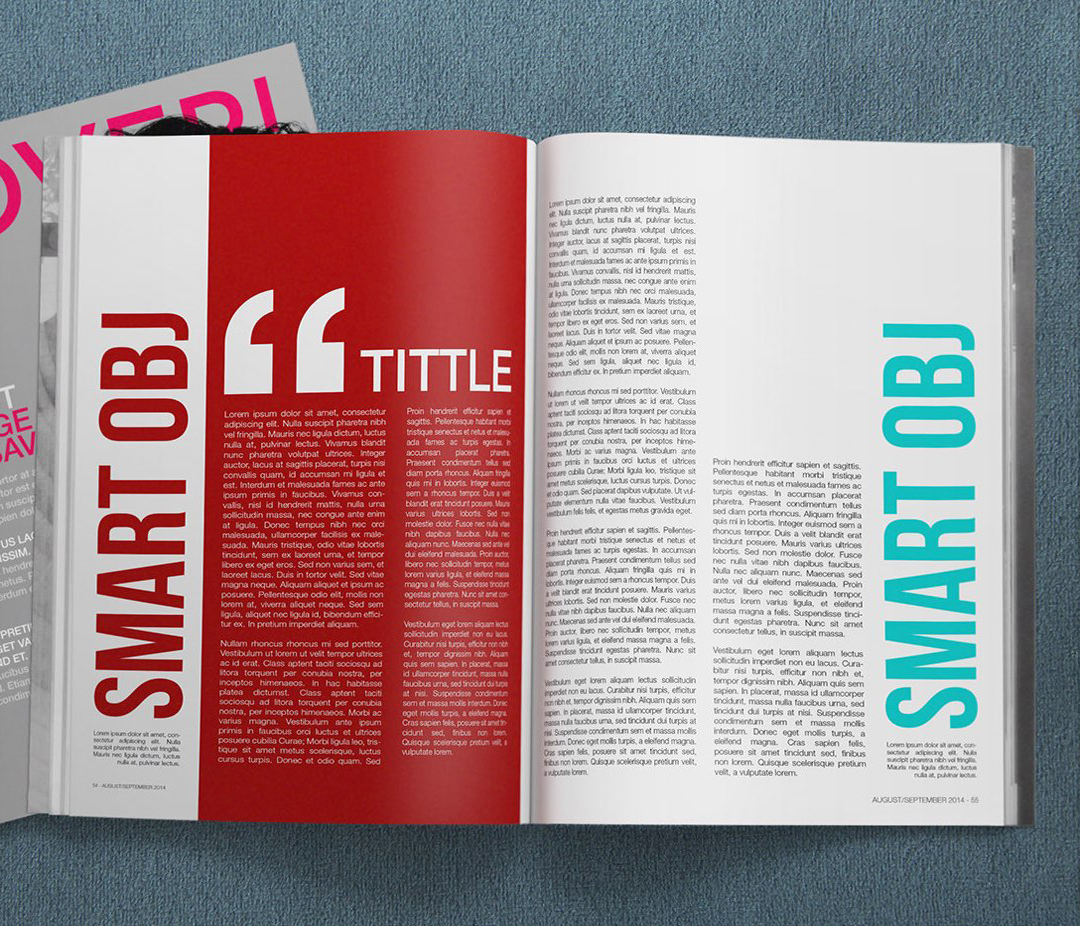 OVERI
T
GE
SAV
SMART OBJ
Lorem ipsum dolor sit amet, con-
sectetur adipiscing elit. Nulla
suscipit pharetra nibh vel fringilla.
Mauris nec ligula dictum, luctus
nulla at, pulvinar lectus.
54 - AUGUST/SEPTEMBER 2014
“ TITTLE
Lorem ipsum dolor sit amet, consectetur
adipiscing elit. Nulla suscipit pharetra nibh
vel fringilla. Mauris nec ligula dictum, luctus
nulla at, pulvinar lectus. Vivamus blandit
nunc pharetra volutpat ultrices. Integer
auctor, lacus at sagittis placerat, turpis nisi
convallis quam, id accumsan mi ligula et
est. Interdum et malesuada fames ac ante
ipsum primis in faucibus. Vivamus con-
vallis, nisl id hendrerit mattis, nulla urna
sollicitudin massa, nec congue ante enim
at ligula. Donec tempus nibh nec orci
malesuada, ullamcorper facilisis ex male-
suada. Mauris tristique, odio vitae lobortis
tincidunt, sem ex laoreet urna, et tempor
libero ex eget eros. Sed non varius sem, et
laoreet lacus. Duis in tortor velit. Sed vitae
magna neque. Aliquam aliquam et ipsum ac
posuere. Pellentesque odio elit, mollis non
lorem at, viverra aliquet neque. Sed sem
ligula, aliquet nec ligula id, bibendum effici-
tur ex. In pretium imperdiet aliquam.
Nullam rhoncus rhoncus mi sed porttitor.
Vestibulum ut lorem ut velit tempor ultrices
ac id erat. Class aptent taciti sociosqu ad
litora torquent per conubia nostra, per
inceptos himenaeos. In hac habitasse
platea dictumst. Class aptent taciti
sociosqu ad litora torquent per conubia
nostra, per inceptos himenaeos. Morbi ac
varius magna. Vestibulum ante ipsum
primis in faucibus orci luctus et ultrices
posuere cubilia Curae; Morbi ligula leo, tris-
tique sit amet metus scelerisque, luctus
cursus turpis. Donec et odio quam. Sed
Proin hendrerit efficitur sapien et
sagittis. Pellentesque habitant morbi
tristique senectus et netus et malesu-
ada fames ac turpis egestas. In
accumsan placerat pharetra.
Praesent condimentum tellus sed
diam porta rhoncus. Aliquam fringilla
quis mi in lobortis. Integer euismod
sem a rhoncus tempor. Duis a velit
blandit erat tincidunt posuere. Mauris
varius ultrices lobortis. Sed non
molestie dolor. Fusce nec nulla vitae
nibh dapibus faucibus. Nulla nec
aliquam nunc. Maecenas sed ante vel
dui eleifend malesuada. Proin auctor,
libero nec sollicitudin tempor, metus
lorem varius ligula, et eleifend massa
magna a felis. Suspendisse tincidunt
egestas pharetra. Nunc sit amet con-
sectetur tellus, in suscipit massa.
Vestibulum eget lorem aliquam lectus
sollicitudin imperdiet non eu lacus.
Curabitur nisi turpis, efficitur non nibh
et, tempor dignissim nibh. Aliquam
quis sem sapien. In placerat, massa
id ullamcorper tincidunt, massa nulla
faucibus urna, sed tincidunt dui turpis
at nisi. Suspendisse condimentum
sem et massa mollis interdum. Donec
eget mollis turpis, a eleifend magna.
Cras sapien felis, posuere sit amet tin-
cidunt sed, finibus non lorem.
Quisque scelerisque pretium velit, a
vulputate lorem.
Lorem ipsum dolor sit amet, consectetur adipiscing
elit. Nulla suscipit pharetra nibh vel fringilla. Mauris
nec ligula dictum, luctus nulla at, pulvinar lectus.
Vivamus blandit nunc pharetra volutpat ultrices.
Integer auctor, lacus at sagittis placerat, turpis nisi
convallis quam, id accumsan mi ligula et est.
Interdum et malesuada fames ac ante ipsum primis in
faucibus. Vivamus convallis, nisl id hendrerit mattis,
nulla urna sollicitudin massa, nec congue ante enim
at ligula. Donec tempus nibh nec orci malesuada,
ullamcorper facilisis ex malesuada. Mauris tristique,
odio vitae lobortis tincidunt, sem ex laoreet urna, et
tempor libero ex eget eros. Sed non varius sem, et
laoreet lacus. Duis in tortor velit. Sed vitae magna
neque. Aliquam aliquam et ipsum ac posuere. Pellen-
tesque odio elit, mollis non lorem at, viverra aliquet
neque. Sed sem ligula, aliquet nec ligula id,
bibendum efficitur ex. In pretium imperdiet aliquam.
Nullam rhoncus rhoncus mi sed porttitor. Vestibulum
ut lorem ut velit tempor ultrices ac id erat. Class
aptent taciti sociosqu ad litora torquent per conubia
nostra, per inceptos himenaeos. In hac habitasse
platea dictumst. Class aptent taciti sociosqu ad litora
torquent per conubia nostra, per inceptos hime-
naeos. Morbi ac varius magna. Vestibulum ante
ipsum primis in faucibus orci luctus et ultrices
posuere cubilia Curae; Morbi ligula leo, tristique sit
amet metus scelerisque, luctus cursus turpis. Donec
et odio quam. Sed placerat dapibus vulputate. Ut vul-
putate elementum nulla vitae faucibus. Vestibulum
vestibulum felis felis, et egestas metus gravida eget.
Proin hendrerit efficitur sapien et sagittis. Pellentes-
que habitant morbi tristique senectus et netus et
malesuada fames ac turpis egestas. In accumsan
placerat pharetra. Praesent condimentum tellus sed
diam porta rhoncus. Aliquam fringilla quis mi in
lobortis. Integer euismod sem a rhoncus tempor. Duis
a velit blandit erat tincidunt posuere. Mauris varius
ultrices lobortis. Sed non molestie dolor. Fusce nec
nulla vitae nibh dapibus faucibus. Nulla nec aliquam
nunc. Maecenas sed ante vel dui eleifend malesuada.
Proin auctor, libero nec sollicitudin tempor, metus
lorem varius ligula, et eleifend massa magna a felis.
Suspendisse tincidunt egestas pharetra. Nunc sit
amet consectetur tellus, in suscipit massa.
Vestibulum eget lorem aliquam lectus sollicitudin
imperdiet non eu lacus. Curabitur nisi turpis, efficitur
non nibh et, tempor dignissim nibh. Aliquam quis sem
sapien. In placerat, massa id ullamcorper tincidunt,
massa nulla faucibus urna, sed tincidunt dui turpis at
nisi. Suspendisse condimentum sem et massa mollis
interdum. Donec eget mollis turpis, a eleifend magna.
Cras sapien felis, posuere sit amet tincidunt sed,
finibus non lorem. Quisque scelerisque pretium velit,
a vulputate lorem.
Proin hendrerit efficitur sapien et sagittis.
Pellentesque habitant morbi tristique
senectus et netus et malesuada fames ac
turpis egestas. In accumsan placerat
pharetra. Praesent condimentum tellus
sed diam porta rhoncus. Aliquam fringilla
quis mi in lobortis. Integer euismod sem a
rhoncus tempor. Duis a velit blandit erat
tincidunt posuere. Mauris varius ultrices
lobortis. Sed non molestie dolor. Fusce
nec nulla vitae nibh dapibus faucibus.
Nulla nec aliquam nunc. Maecenas sed
ante vel dui eleifend malesuada. Proin
auctor, libero nec sollicitudin tempor,
metus lorem varius ligula, et eleifend
massa magna a felis. Suspendisse tinci-
dunt egestas pharetra. Nunc sit amet
consectetur tellus, in suscipit massa.
Vestibulum eget lorem aliquam lectus
sollicitudin imperdiet non eu lacus. Cura-
bitur nisi turpis, efficitur non nibh et,
tempor dignissim nibh. Aliquam quis sem
sapien. In placerat, massa id ullamcorper
tincidunt, massa nulla faucibus urna, sed
tincidunt dui turpis at nisi. Suspendisse
condimentum sem et massa mollis
interdum. Donec eget mollis turpis, a
eleifend magna. Cras sapien felis,
posuere sit amet tincidunt sed, finibus
non lorem. Quisque scelerisque pretium
velit, a vulputate lorem.
SMART OBJ
Lorem ipsum dolor sit amet, con-
sectetur adipiscing elit. Nulla
suscipit pharetra nibh vel fringilla.
Mauris nec ligula dictum, luctus
nulla at, pulvinar lectus.
AUGUST/SEPTEMBER 2014 - 55